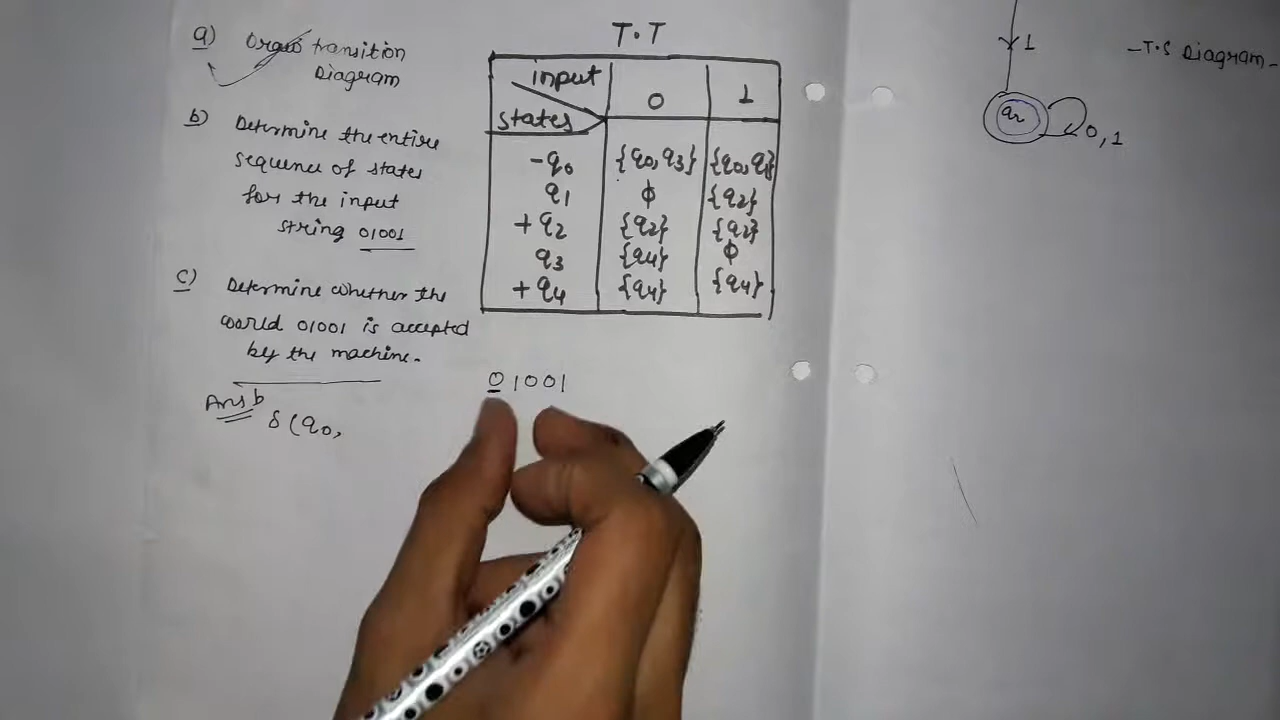 a) Draw transition
Diagram
b) Determine the entire
sequence of states
for the input
string 01001
c) Determine whether the
world 01001 is accepted
by the machine.
Ans b
δ(q0,
T.T
input 0 1
states
-q0 {q0,q3} {q0,q1}
q1 ϕ {q2}
+q2 {q2} {q2}
q3 {q4} ϕ
+q4 {q4} {q4}
01001
1
q2
0,1
-T.S Diagram-